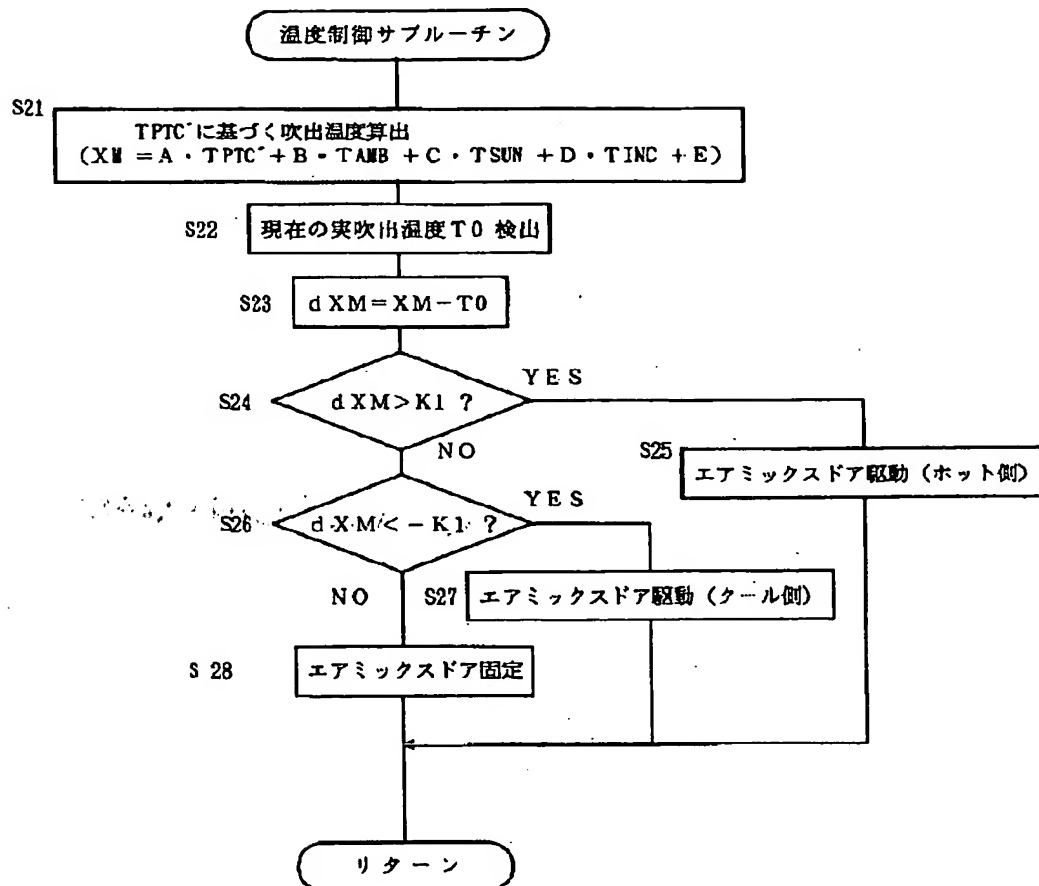 温度制御サブルーチン
S21
TPTC´に基づく吹出温度算出
(XM =A・TPTC´+B・TAMB +C・TSUN +D・TINC +E)
S22
現在の実吹出温度T0 検出
S23
dXM=XM-T0
S24
dXM>K1 ?
YES
NO
S25
エアミックスドア駆動(ホット側)
S26
dXM<-K1 ?
YES
NO
S27
エアミックスドア駆動(クール側)
S 28
エアミックスドア固定
リターン